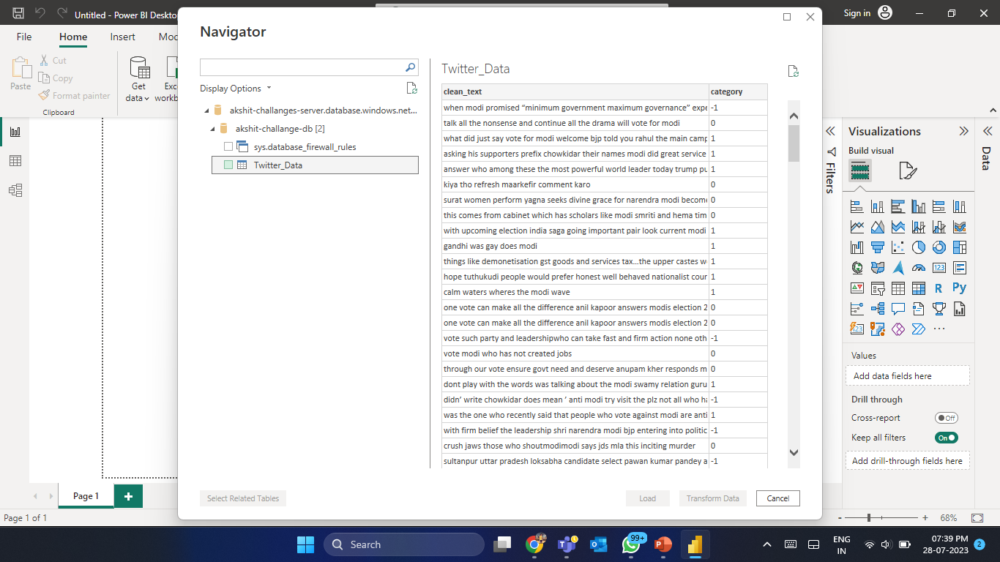 Untitled - Power BI Deskto
Sign in
File
Home
Insert
Mod
Paste
Cut
Copy
Format painter
Clipboard
Get
data
Exc
workb
Navigator
Display Options
akshit-challanges-server.database.windows.net...
akshit-challange-db [2]
sys.database_firewall_rules
Twitter_Data
Twitter_Data
clean_text category
when modi promised “minimum government maximum governance” expe -1
talk all the nonsense and continue all the drama will vote for modi 0
what did just say vote for modi welcome bjp told you rahul the main camp 1
asking his supporters prefix chowkidar their names modi did great service 1
answer who among these the most powerful world leader today trump pu 1
kiya tho refresh maarkefir comment karo 0
surat women perform yagna seeks divine grace for narendra modi become 0
this comes from cabinet which has scholars like modi smriti and hema tim 0
with upcoming election india saga going important pair look current modi 1
gandhi was gay does modi 1
things like demonetisation gst goods and services tax…the upper castes w 1
hope tuthukudi people would prefer honest well behaved nationalist cour 1
calm waters wheres the modi wave 1
one vote can make all the difference anil kapoor answers modis election 2 0
one vote can make all the difference anil kapoor answers modis election 2 0
vote such party and leadershipwho can take fast and firm action none oth -1
vote modi who has not created jobs 0
through our vote ensure govt need and deserve anupam kher responds m 0
dont play with the words was talking about the modi swamy relation guru 1
didn’ write chowkidar does mean ’ anti modi try visit the plz not all who ha -1
was the one who recently said that people who vote against modi are anti 1
with firm belief the leadership shri narendra modi bjp entering into politic -1
crush jaws those who shoutmodimodi says jds mla this inciting murder 0
sultanpur uttar pradesh loksabha candidate select pawan kumar pandey a -1
Select Related Tables
Load
Transform Data
Cancel
Filters
Visualizations
Build visual
123
R
Py
123
Values
Add data fields here
Drill through
Cross-report
Off
Keep all filters
On
Add drill-through fields here
Data
Page 1
Page 1 of 1
68%
Search
99+
ENG
IN
07:39 PM
28-07-2023
2